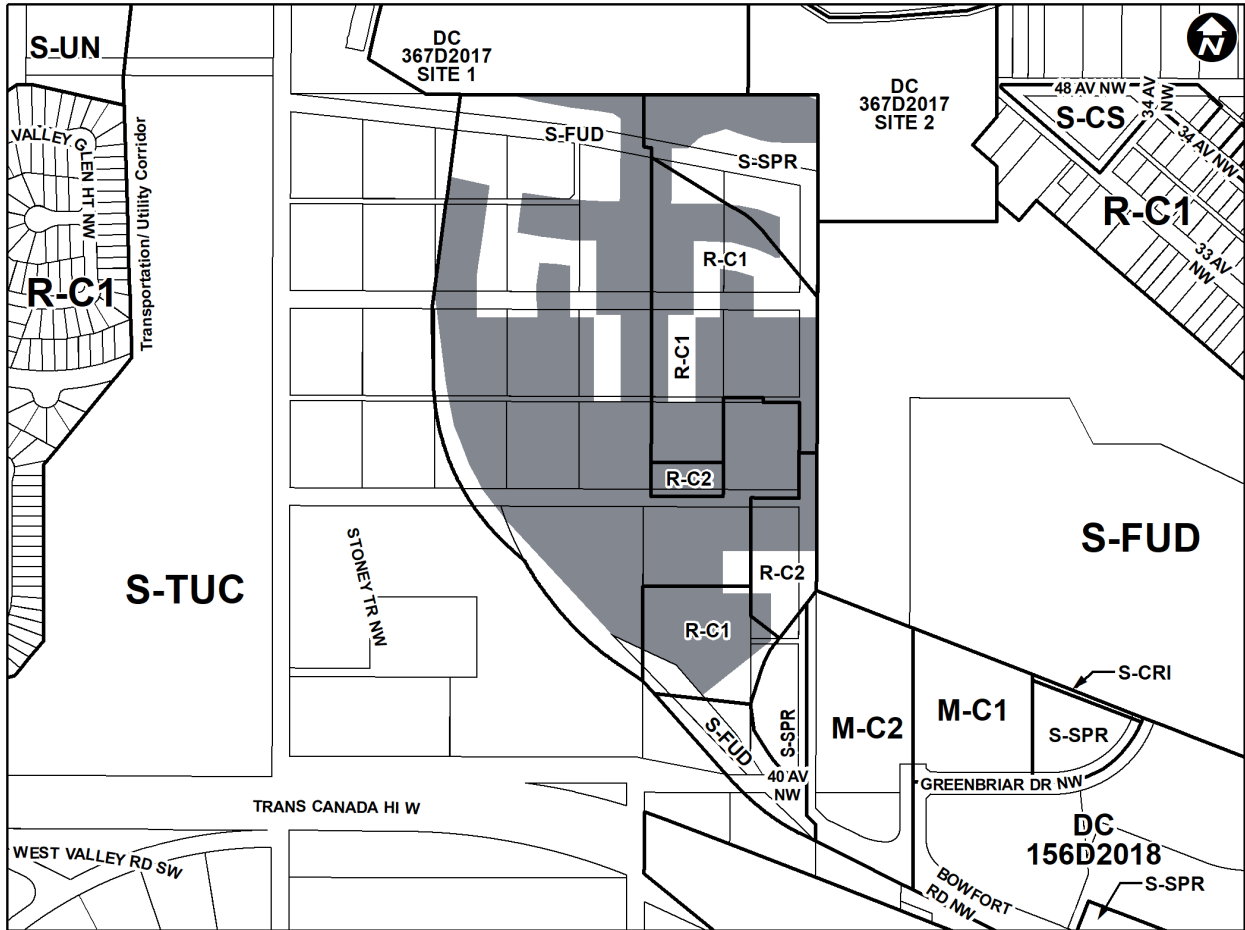 S-UN
DC
367D2017
SITE 1
DC
367D2017
SITE 2
N
48 AV NW
34 AV
NW
S-CS
34 AV NW
VALLEY GLEN HT NW
Transportation/ Utility Corridor
S-FUD
S-SPR
R-C1
33 AV
NW
R-C1
R-C1
R-C1
R-C2
S-FUD
STONEY TR NW
S-TUC
R-C2
R-C1
S-CRI
M-C1
M-C2
S-SPR
S-SPR
S-FUD
40 AV
NW
GREENBRIAR DR NW
TRANS CANADA HI W
DC
156D2018
WEST VALLEY RD SW
BOWFORT
RD NW
S-SPR